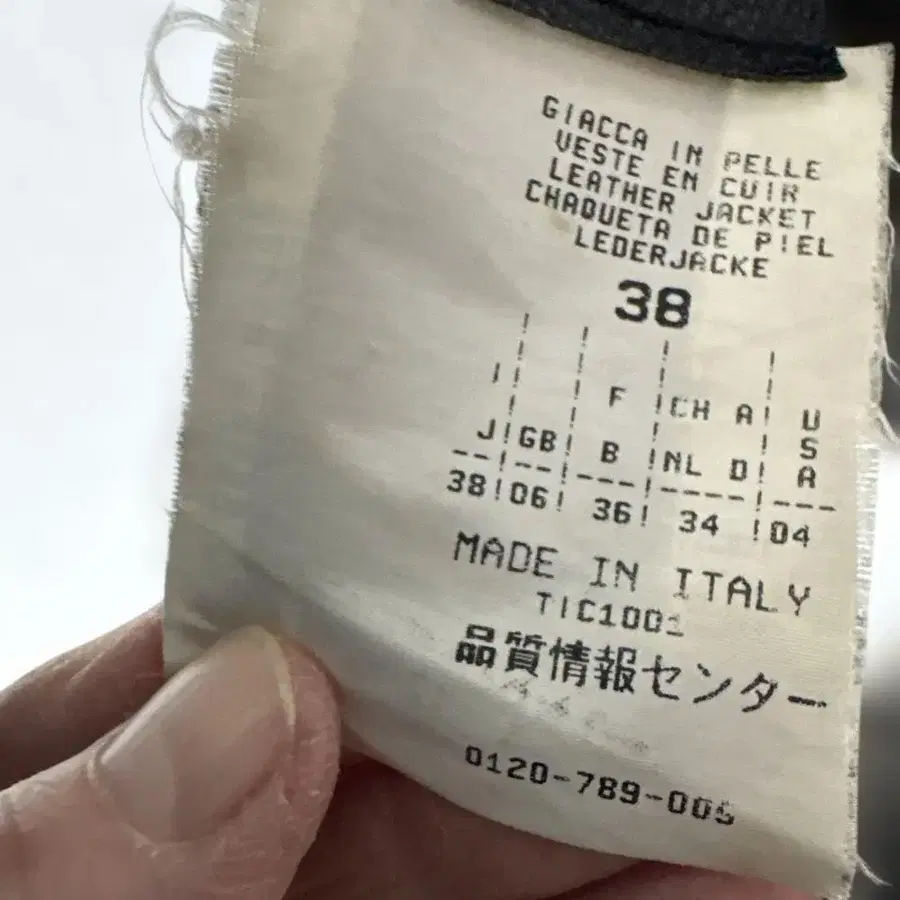 GIACCA IN PELLE
VESTE EN CUIR
LEATHER JACKET
CHAQUETA DE PIEL
LEDERJACKE
38
I F CH A U
S
J GB B NL D A
38 06 36 34 04
MADE IN ITALY
TIC1001
品質情報センター
0120-789-005